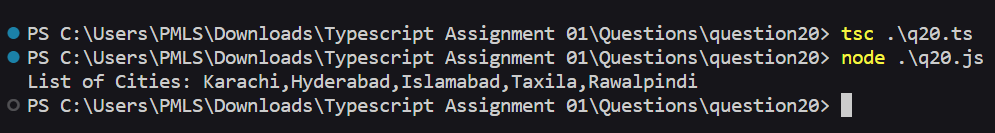 PS C:\Users\PMLS\Downloads\Typescript Assignment 01\Questions\question20> tsc .\q20.ts
PS C:\Users\PMLS\Downloads\Typescript Assignment 01\Questions\question20> node .\q20.js
List of Cities: Karachi,Hyderabad,Islamabad,Taxila,Rawalpindi
PS C:\Users\PMLS\Downloads\Typescript Assignment 01\Questions\question20>